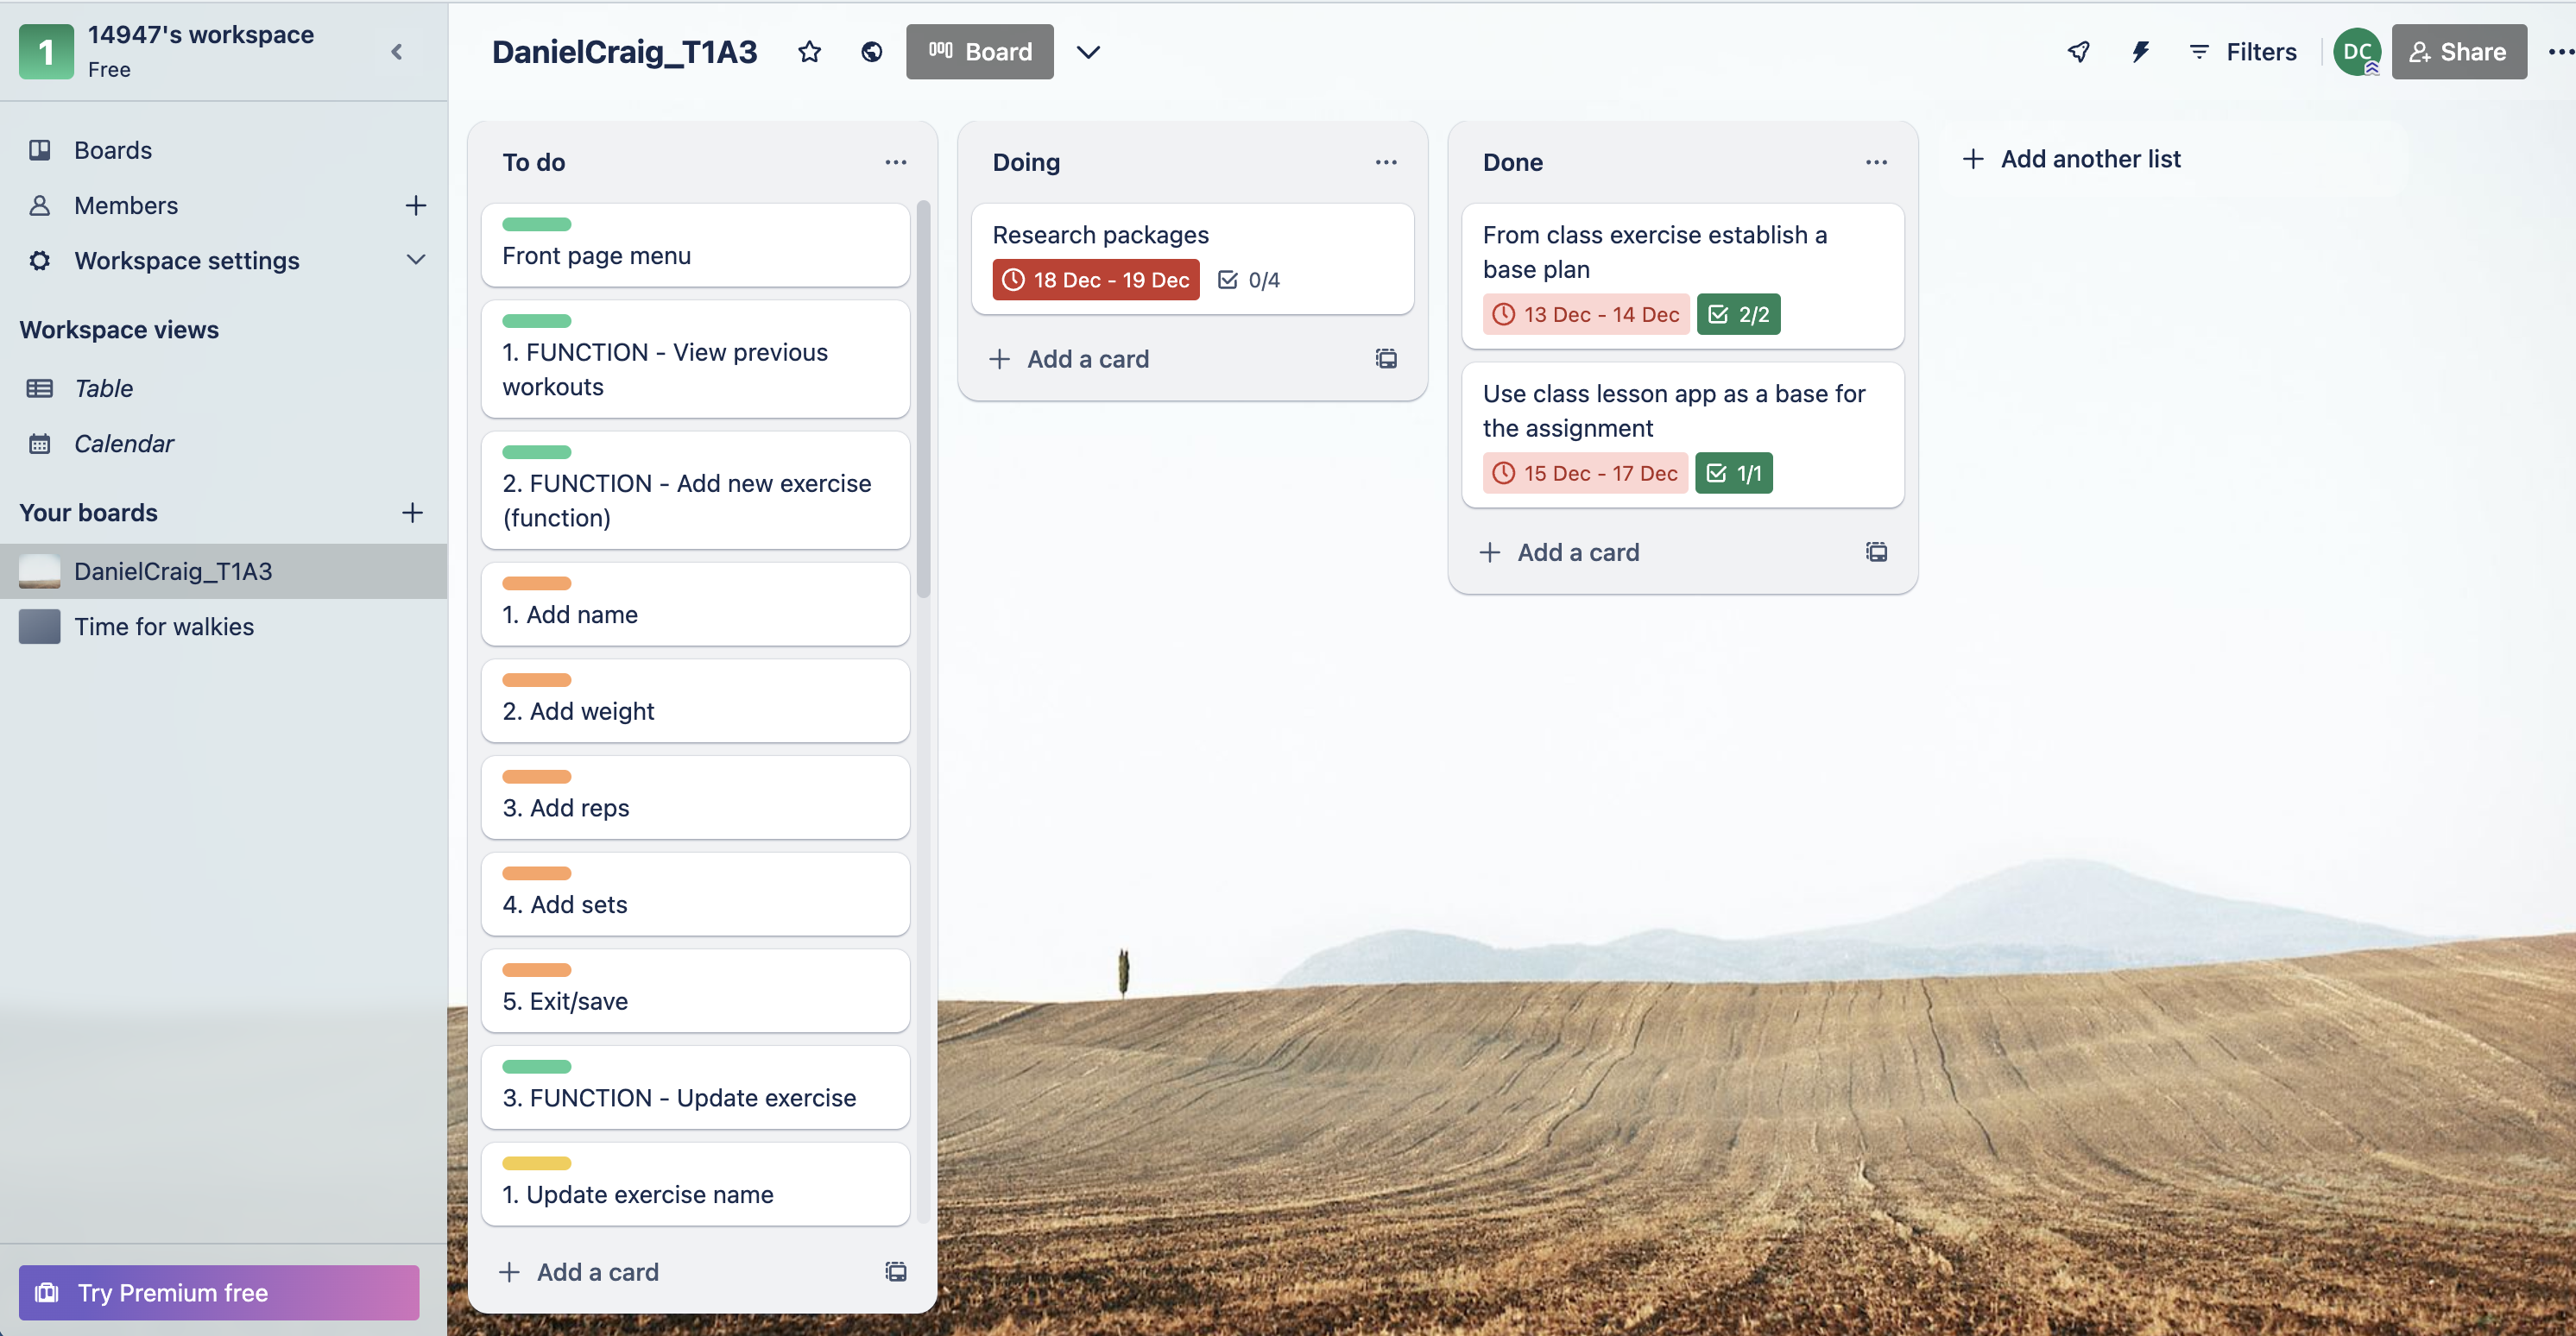 1
14947's workspace
Free
Boards
Members
Workspace settings
Workspace views
Table
Calendar
Your boards
DanielCraig_T1A3
Time for walkies
Try Premium free
DanielCraig_T1A3
Board
Filters
DC
Share
To do
Front page menu
1. FUNCTION - View previous
workouts
2. FUNCTION - Add new exercise
(function)
1. Add name
2. Add weight
3. Add reps
4. Add sets
5. Exit/save
3. FUNCTION - Update exercise
1. Update exercise name
Add a card
Doing
Research packages
18 Dec - 19 Dec 0/4
Add a card
Done
From class exercise establish a
base plan
13 Dec - 14 Dec 2/2
Use class lesson app as a base for
the assignment
15 Dec - 17 Dec 1/1
Add a card
Add another list